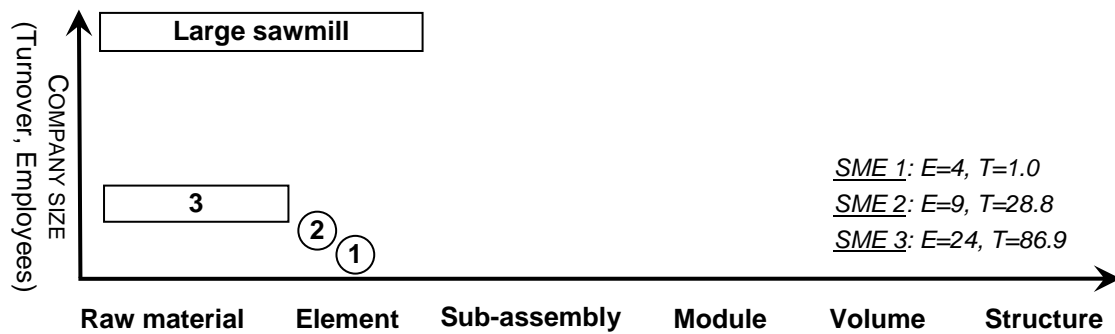 Large sawmill
COMPANY SIZE
(Turnover, Employees)
3
2
1
SME 1: E=4, T=1.0
SME 2: E=9, T=28.8
SME 3: E=24, T=86.9
Raw material Element Sub-assembly Module Volume Structure